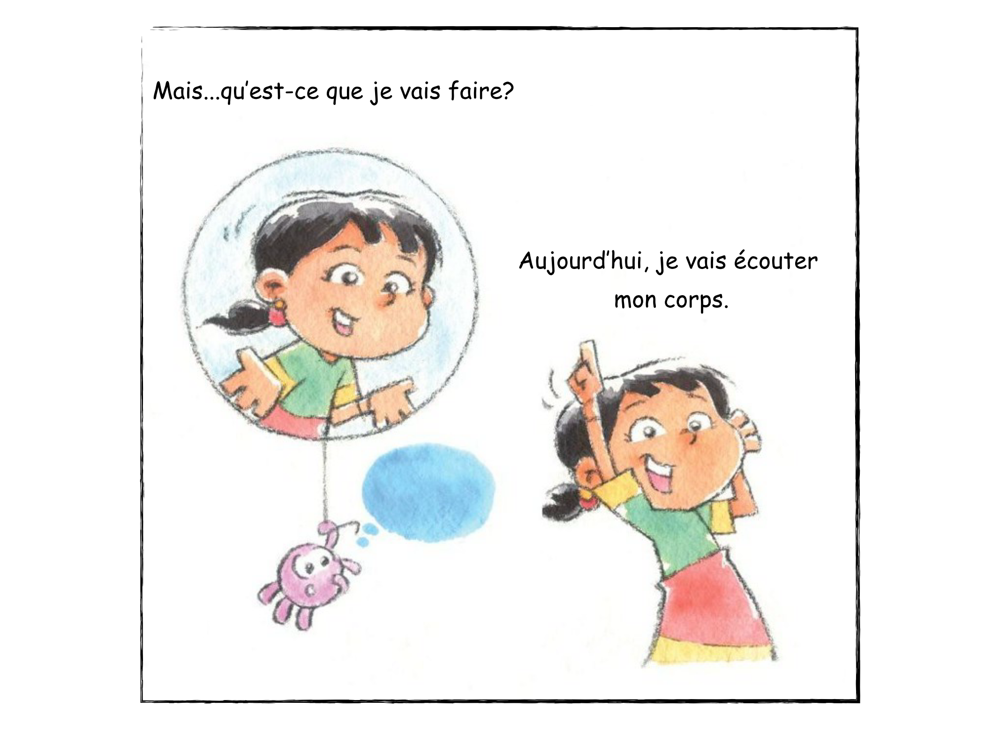 Mais...qu'est-ce que je vais faire?
Aujourd'hui, je vais écouter
mon corps.